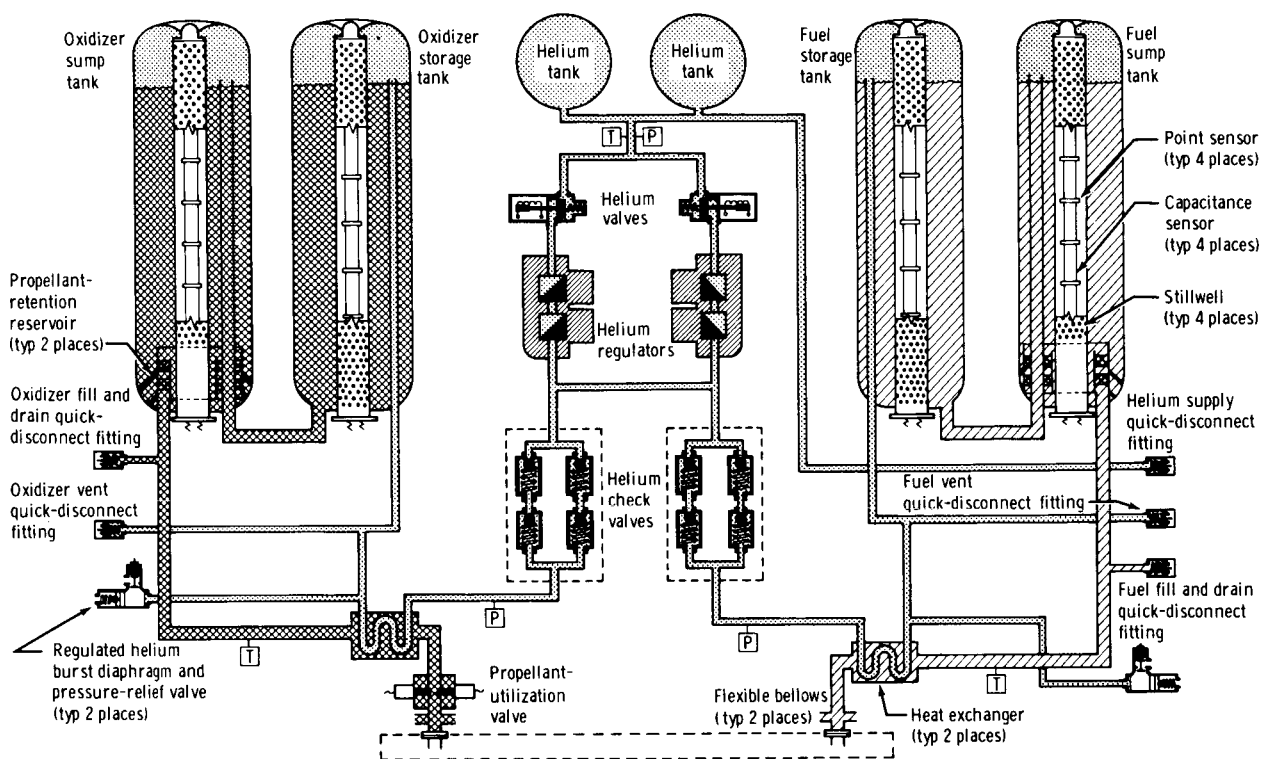 Oxidizer
sump
tank
Oxidizer
storage
tank
Helium
tank
Helium
tank
Fuel
storage
tank
Fuel
sump
tank
Point sensor
(typ 4 places)
Capacitance
sensor
(typ 4 places)
Stillwell
(typ 4 places)
T
P
Helium
valves
Helium
regulators
Propellant-
retention
reservoir
(typ 2 places)
Oxidizer fill and
drain quick-
disconnect fitting
Oxidizer vent
quick-disconnect
fitting
Helium
check
valves
Helium supply
quick-disconnect
fitting
Fuel vent
quick-disconnect fitting
Fuel fill and drain
quick-disconnect
fitting
P
P
T
T
Regulated helium
burst diaphragm and
pressure-relief valve
(typ 2 places)
Propellant-
utilization
valve
Flexible bellows
(typ 2 places)
Heat exchanger
(typ 2 places)